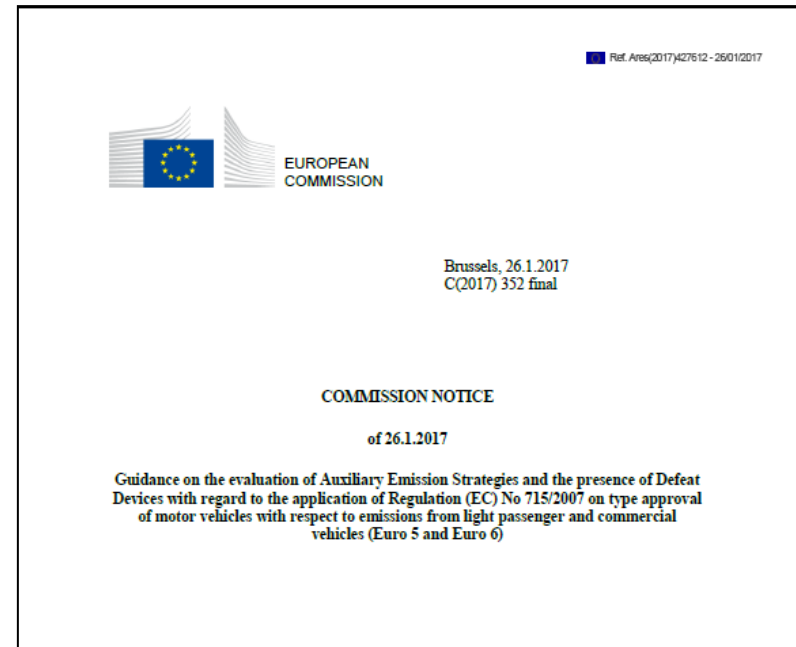 Ref. Ares(2017)427612 - 26/01/2017
EUROPEAN
COMMISSION
Brussels, 26.1.2017
C(2017) 352 final
COMMISSION NOTICE
of 26.1.2017
Guidance on the evaluation of Auxiliary Emission Strategies and the presence of Defeat
Devices with regard to the application of Regulation (EC) No 715/2007 on type approval
of motor vehicles with respect to emissions from light passenger and commercial
vehicles (Euro 5 and Euro 6)